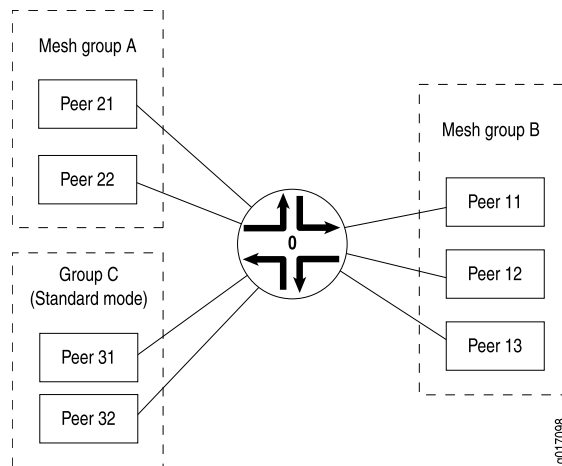 Mesh group A
Peer 21
Peer 22
Group C
(Standard mode)
Peer 31
Peer 32
0
Mesh group B
Peer 11
Peer 12
Peer 13
g017098